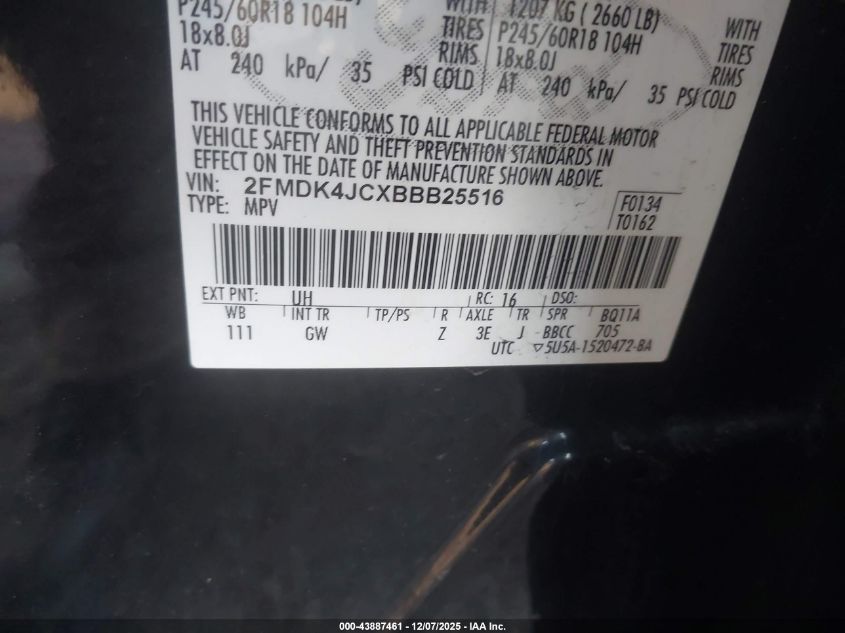 WITH 1207 KG ( 2660 LB) WITH
P245/60R18 104H TIRES P245/60R18 104H TIRES
18x8.0J RIMS 18x8.0J RIMS
AT 240 kPa/ 35 PSI COLD AT 240 kPa/ 35 PSI COLD
THIS VEHICLE CONFORMS TO ALL APPLICABLE FEDERAL MOTOR
VEHICLE SAFETY AND THEFT PREVENTION STANDARDS IN
EFFECT ON THE DATE OF MANUFACTURE SHOWN ABOVE.
VIN: 2FMDK4JCXBBB25516
TYPE: MPV
F0134
T0162
EXT PNT: UH RC: 16 DSO:
WB INT TR TP/PS R AXLE TR SPR BQ11A
111 GW Z 3E J BBCC 705
UTC ▽5U5A-1520472-BA
000-43887461 - 12/07/2025 - IAA Inc.